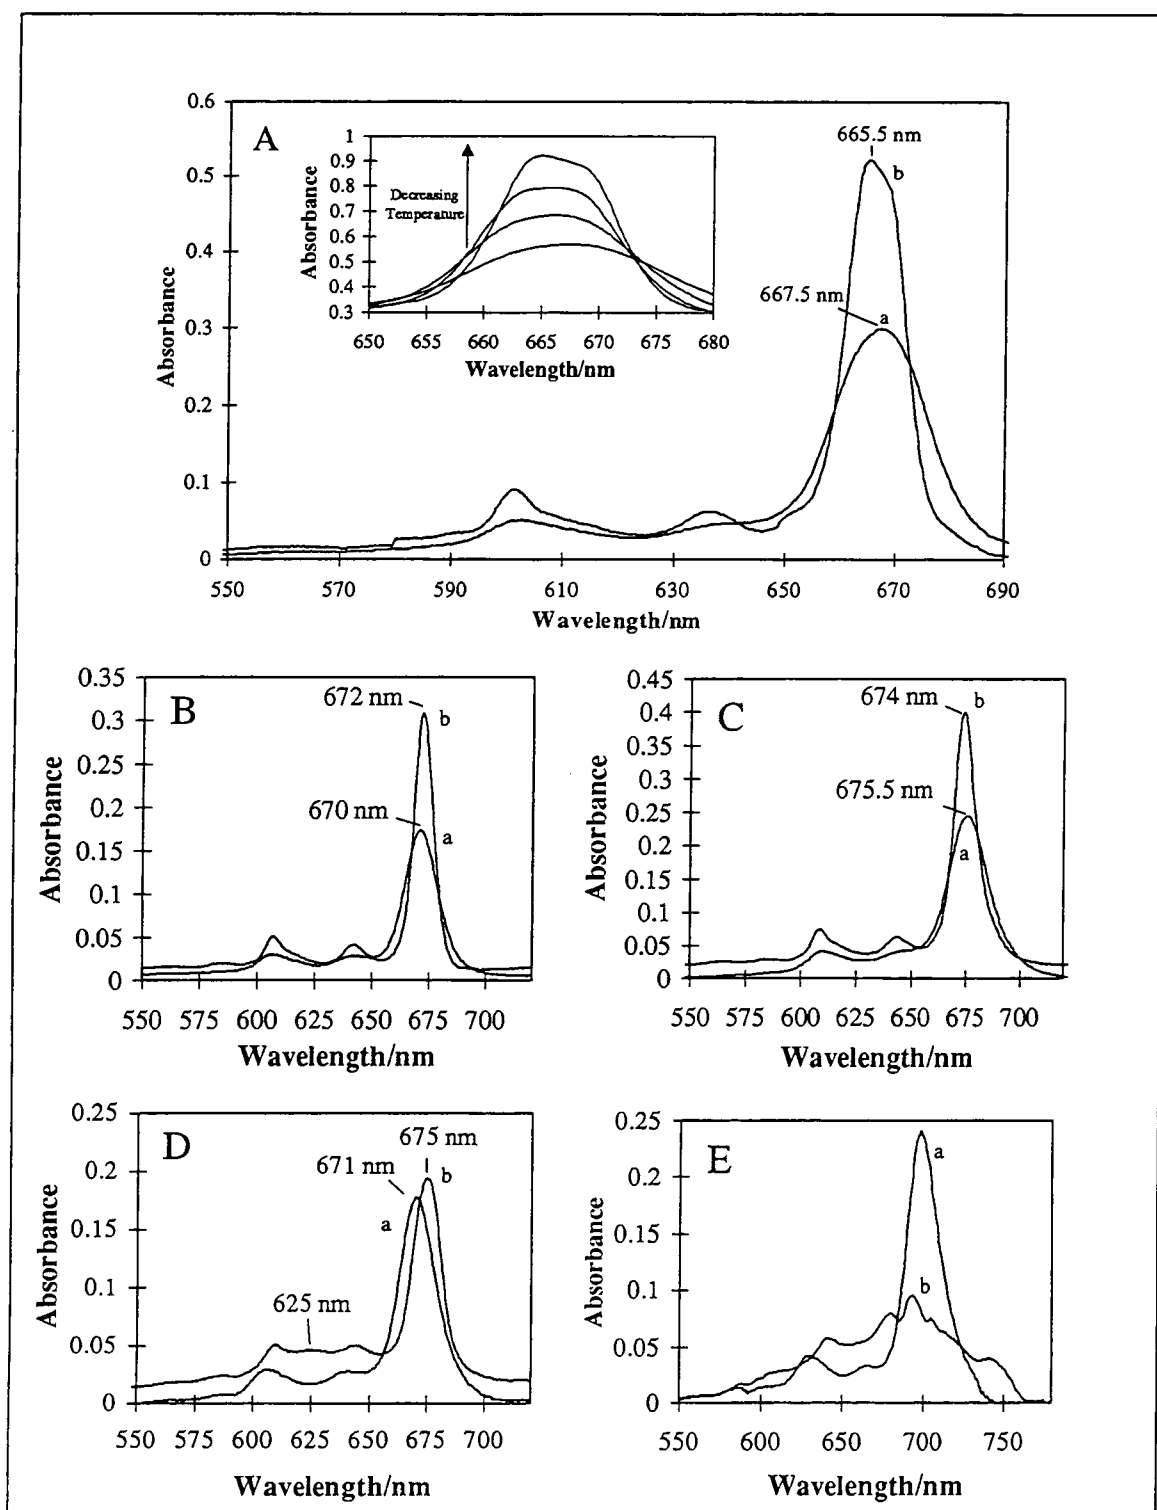 A
0.6
0.5
0.4
0.3
0.2
0.1
0
Absorbance
550 570 590 610 630 650 670 690
Wavelength/nm
665.5 nm
b
667.5 nm
a
1
0.9
0.8
0.7
0.6
0.5
0.4
0.3
Absorbance
Decreasing
Temperature
650 655 660 665 670 675 680
Wavelength/nm
B
0.35
0.3
0.25
0.2
0.15
0.1
0.05
0
Absorbance
672 nm
b
670 nm
a
550 575 600 625 650 675 700
Wavelength/nm
C
0.45
0.4
0.35
0.3
0.25
0.2
0.15
0.1
0.05
0
Absorbance
674 nm
b
675.5 nm
a
550 575 600 625 650 675 700
Wavelength/nm
D
0.25
0.2
0.15
0.1
0.05
0
Absorbance
675 nm
671 nm
b
a
625 nm
550 575 600 625 650 675 700
Wavelength/nm
E
0.25
0.2
0.15
0.1
0.05
0
Absorbance
a
b
550 600 650 700 750
Wavelength/nm